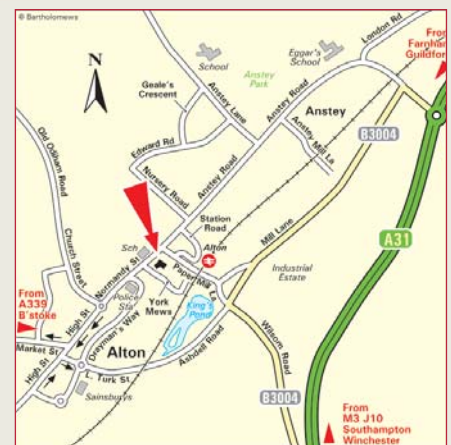 © Bartholomews
N
School
Eggar's
School
London Rd
From
Farnham
Guildford
Geale's
Crescent
Anstey
Park
Anstey Lane
Anstey Road
Anstey
B3004
Old Odiham Road
Edward Rd
Anstey Mill La
Nursery Road
Anstey Road
Station
Road
Mill Lane
A31
Church Street
Sch
Alton
Normandy St
Paper Mill La
Industrial
Estate
Police
Sta
York
Mews
King's
Pond
From
A339
B'stoke
High St
Draymans Way
Market St
Alton
Ashdell Road
Wilsom Road
High St
L. Turk St
B3004
Sainsburys
From
M3 J10
Southampton
Winchester